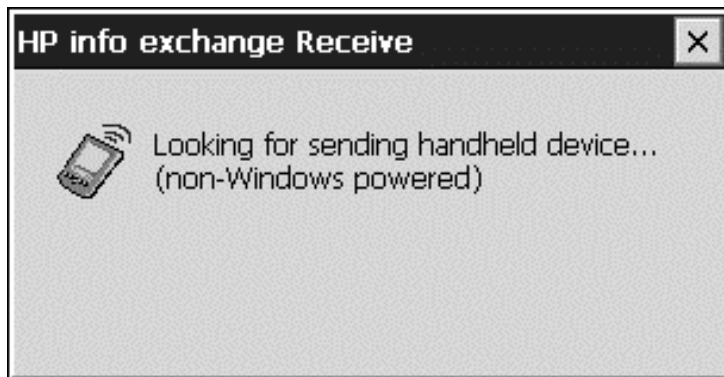 HP info exchange Receive
Looking for sending handheld device...
(non-Windows powered)